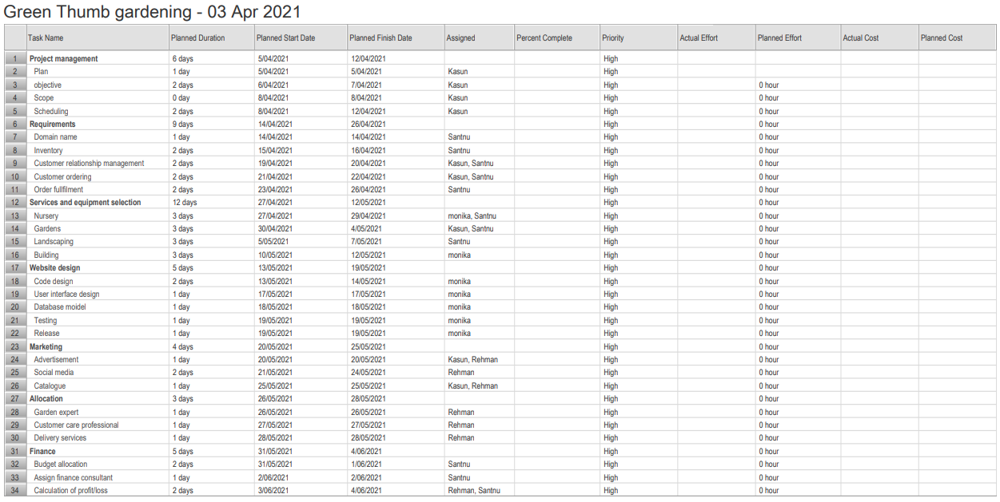 Green Thumb gardening - 03 Apr 2021
Task Name Planned Duration Planned Start Date Planned Finish Date Assigned Percent Complete Priority Actual Effort Planned Effort Actual Cost Planned Cost
1 Project management 6 days 5/04/2021 12/04/2021 High
2 Plan 1 day 5/04/2021 5/04/2021 Kasun High
3 objective 2 days 6/04/2021 7/04/2021 Kasun High 0 hour
4 Scope 0 day 8/04/2021 8/04/2021 Kasun High 0 hour
5 Scheduling 2 days 8/04/2021 12/04/2021 Kasun High 0 hour
6 Requirements 9 days 14/04/2021 26/04/2021 High 0 hour
7 Domain name 1 day 14/04/2021 14/04/2021 Santnu High 0 hour
8 Inventory 2 days 15/04/2021 16/04/2021 Santnu High 0 hour
9 Customer relationship management 2 days 19/04/2021 20/04/2021 Kasun, Santnu High 0 hour
10 Customer ordering 2 days 21/04/2021 22/04/2021 Kasun, Santnu High 0 hour
11 Order fullfilment 2 days 23/04/2021 26/04/2021 Santnu High 0 hour
12 Services and equipment selection 12 days 27/04/2021 12/05/2021 High 0 hour
13 Nursery 3 days 27/04/2021 29/04/2021 monika, Santnu High 0 hour
14 Gardens 3 days 30/04/2021 4/05/2021 Kasun, Santnu High 0 hour
15 Landscaping 3 days 5/05/2021 7/05/2021 Santnu High 0 hour
16 Building 3 days 10/05/2021 12/05/2021 monika High 0 hour
17 Website design 5 days 13/05/2021 19/05/2021 High 0 hour
18 Code design 2 days 13/05/2021 14/05/2021 monika High 0 hour
19 User interface design 1 day 17/05/2021 17/05/2021 monika High 0 hour
20 Database moidel 1 day 18/05/2021 18/05/2021 monika High 0 hour
21 Testing 1 day 19/05/2021 19/05/2021 monika High 0 hour
22 Release 1 day 19/05/2021 19/05/2021 monika High 0 hour
23 Marketing 4 days 20/05/2021 25/05/2021 High 0 hour
24 Advertisement 1 day 20/05/2021 20/05/2021 Kasun, Rehman High 0 hour
25 Social media 2 days 21/05/2021 24/05/2021 Rehman High 0 hour
26 Catalogue 1 day 25/05/2021 25/05/2021 Kasun, Rehman High 0 hour
27 Allocation 3 days 26/05/2021 28/05/2021 High 0 hour
28 Garden expert 1 day 26/05/2021 26/05/2021 Rehman High 0 hour
29 Customer care professional 1 day 27/05/2021 27/05/2021 Rehman High 0 hour
30 Delivery services 1 day 28/05/2021 28/05/2021 Rehman High 0 hour
31 Finance 5 days 31/05/2021 4/06/2021 High 0 hour
32 Budget allocation 2 days 31/05/2021 1/06/2021 Santnu High 0 hour
33 Assign finance consultant 1 day 2/06/2021 2/06/2021 Santnu High 0 hour
34 Calculation of profit/loss 2 days 3/06/2021 4/06/2021 Rehman, Santnu High 0 hour